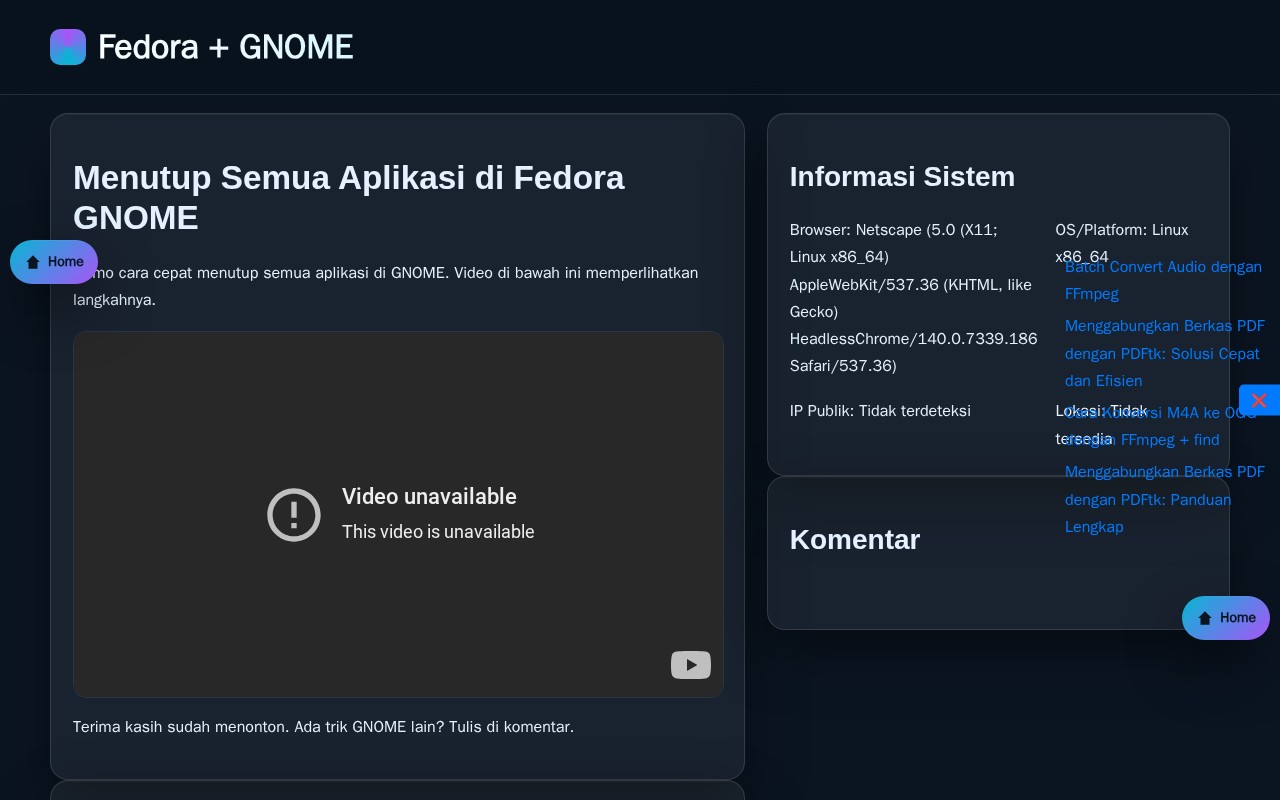 Fedora + GNOME
Menutup Semua Aplikasi di Fedora
GNOME
Home
mo cara cepat menutup semua aplikasi di GNOME. Video di bawah ini memperlihatkan
langkahnya.
Video unavailable
This video is unavailable
Terima kasih sudah menonton. Ada trik GNOME lain? Tulis di komentar.
Informasi Sistem
Browser: Netscape (5.0 (X11;
Linux x86_64)
AppleWebKit/537.36 (KHTML, like
Gecko)
HeadlessChrome/140.0.7339.186
Safari/537.36)
OS/Platform: Linux
x86_64
IP Publik: Tidak terdeteksi
Lokasi: Tidak
tersedia
Batch Convert Audio dengan
FFmpeg
Menggabungkan Berkas PDF
dengan PDFtk: Solusi Cepat
dan Efisien
Cara Konversi M4A ke OGG
dengan FFmpeg + find
Menggabungkan Berkas PDF
dengan PDFtk: Panduan
Lengkap
Komentar
Home